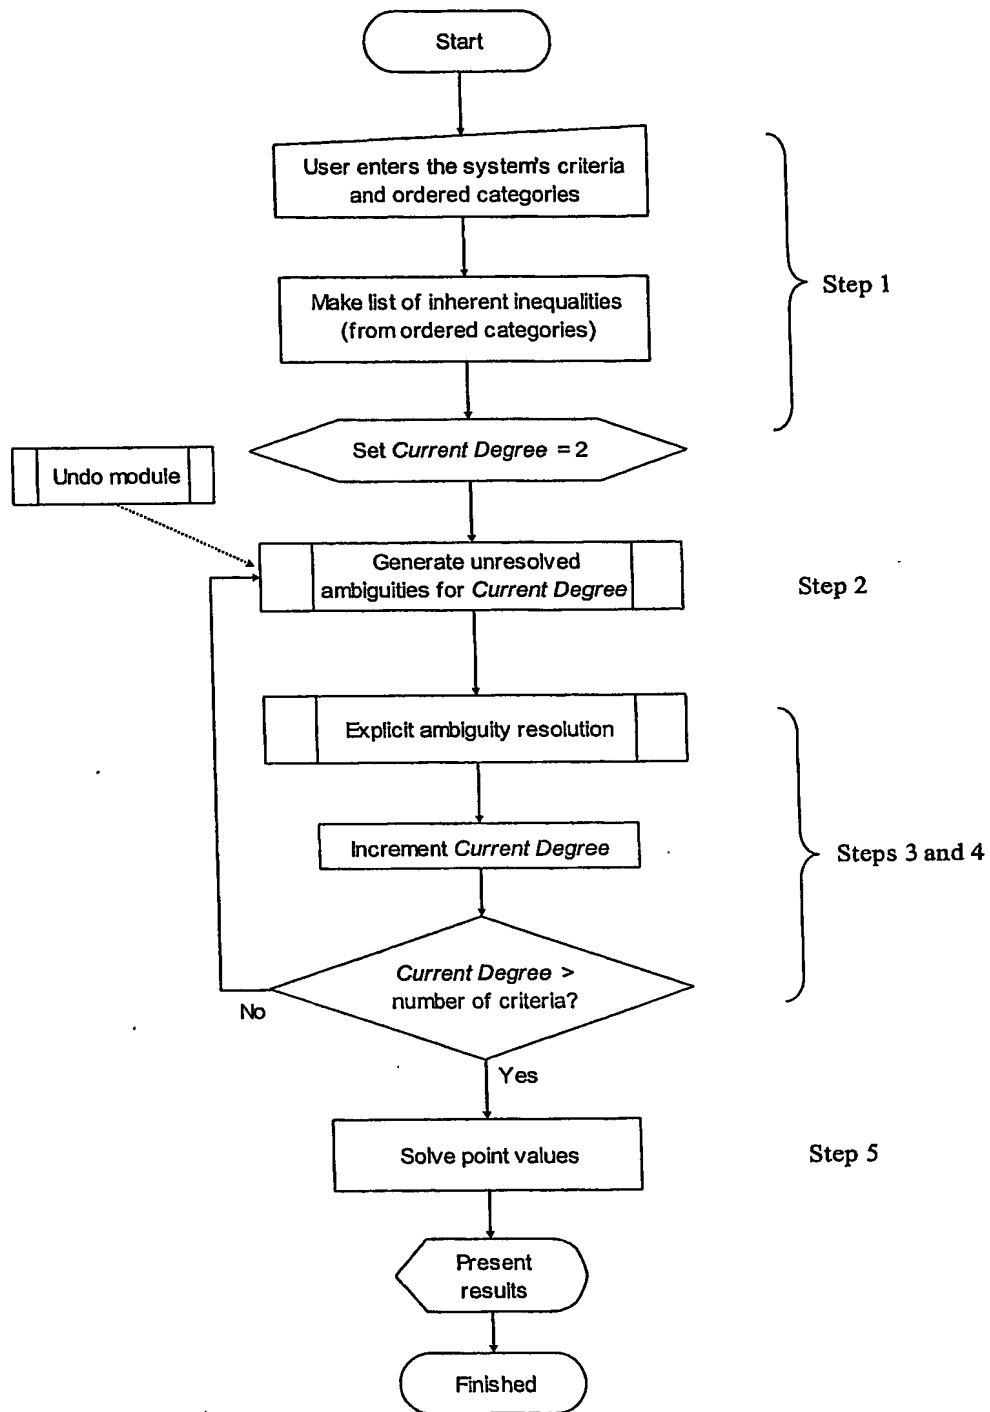 Start
User enters the system's criteria
and ordered categories
Make list of inherent inequalities
(from ordered categories)
Step 1
Set Current Degree = 2
Undo module
Generate unresolved
ambiguities for Current Degree
Step 2
Explicit ambiguity resolution
Increment Current Degree
Steps 3 and 4
Current Degree >
number of criteria?
No
Yes
Solve point values
Step 5
Present
results
Finished